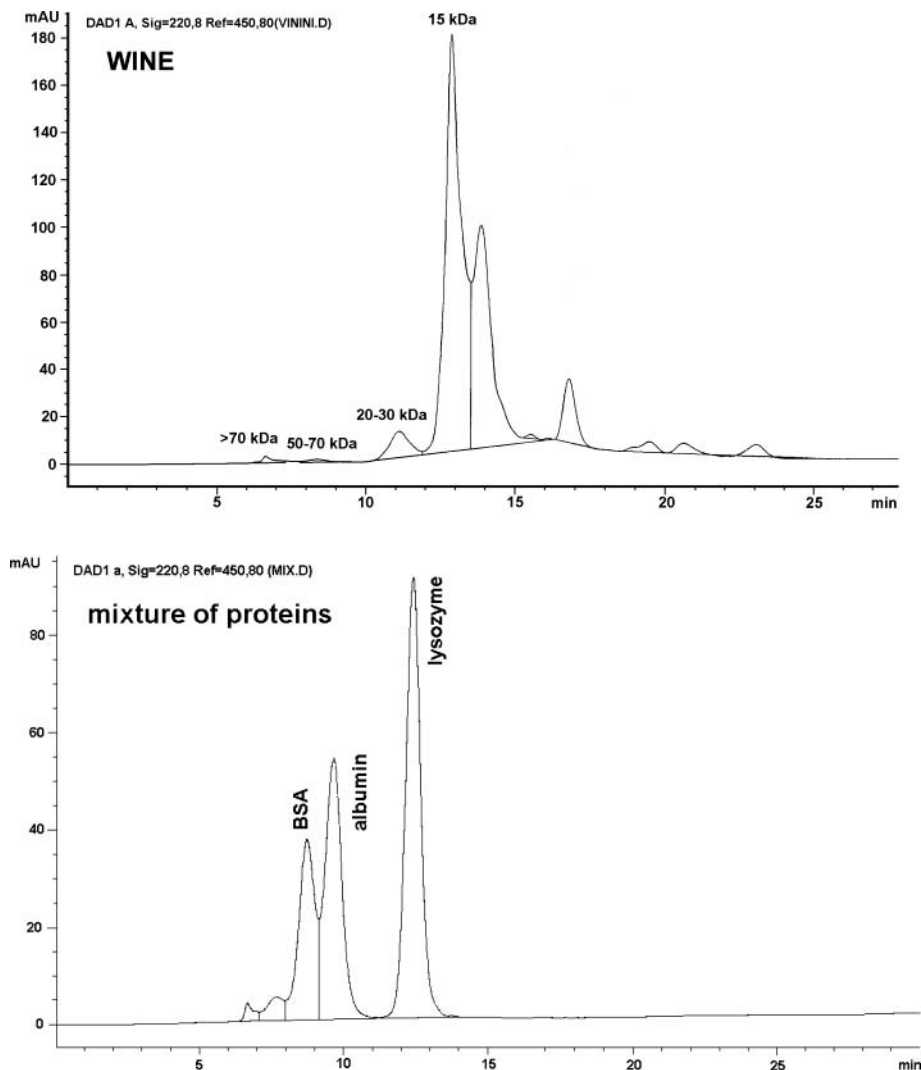 mAU
DAD1 A, Sig=220,8 Ref=450,80(VININI.D)
15 kDa
WINE
180
160
140
120
100
80
60
40
20
0
>70 kDa
50-70 kDa
20-30 kDa
5
10
15
20
25
min
mAU
DAD1 a, Sig=220,8 Ref=450,80 (MIX.D)
mixture of proteins
BSA
albumin
lysozyme
80
60
40
20
0
5
10
15
20
25
min